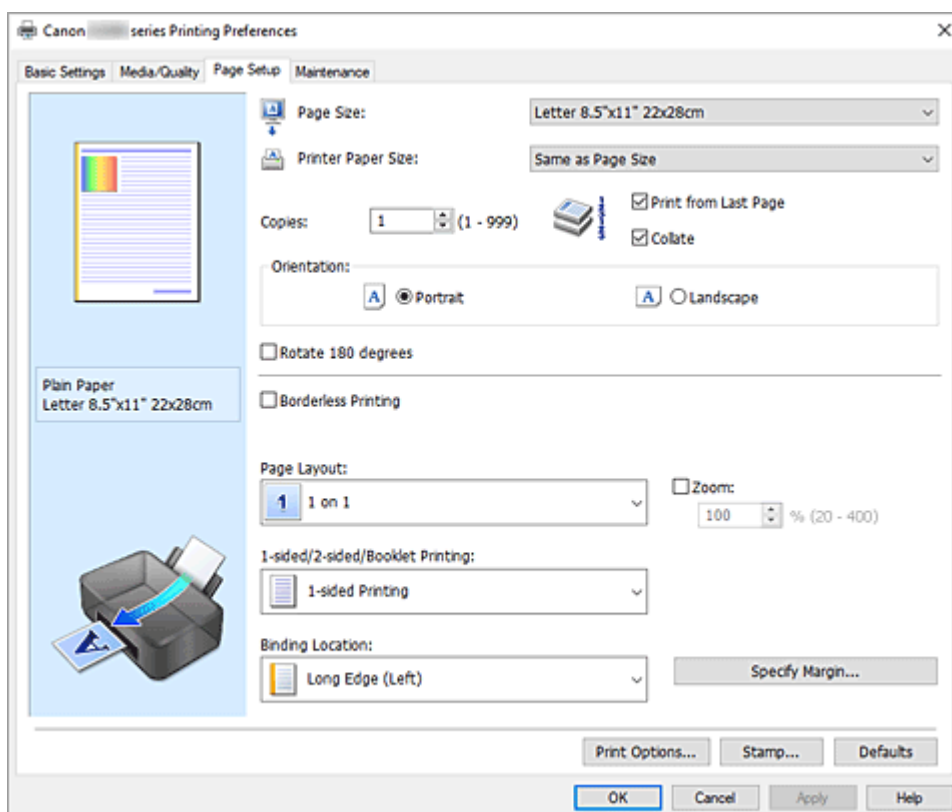 Canon series Printing Preferences
Basic Settings Media/Quality Page Setup Maintenance
Page Size: Letter 8.5"x11" 22x28cm
Printer Paper Size: Same as Page Size
Copies: 1 (1 - 999)
Print from Last Page
Collate
Orientation:
A Portrait A Landscape
Rotate 180 degrees
Plain Paper
Letter 8.5"x11" 22x28cm
Borderless Printing
Page Layout:
1 1 on 1
Zoom:
100 % (20 - 400)
1-sided/2-sided/Booklet Printing:
1-sided Printing
Binding Location:
Long Edge (Left)
Specify Margin...
A
Print Options... Stamp... Defaults
OK Cancel Apply Help